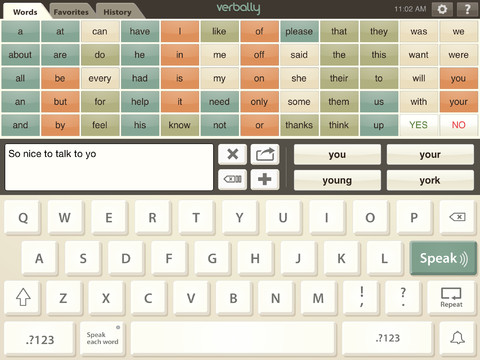 Words Favorites History verbally 11:02 AM ?
a at can have I like of please that they was we
about are do he in me off said the this want were
all be every had is my on she their to will you
an but for help it need only some them us with your
and by feel his know not or thanks think up YES NO
So nice to talk to yo
you your
young york
Q W E R T Y U I O P
A S D F G H J K L Speak
Z X C V B N M ! , ? . Repeat
.?123 Speak each word .?123